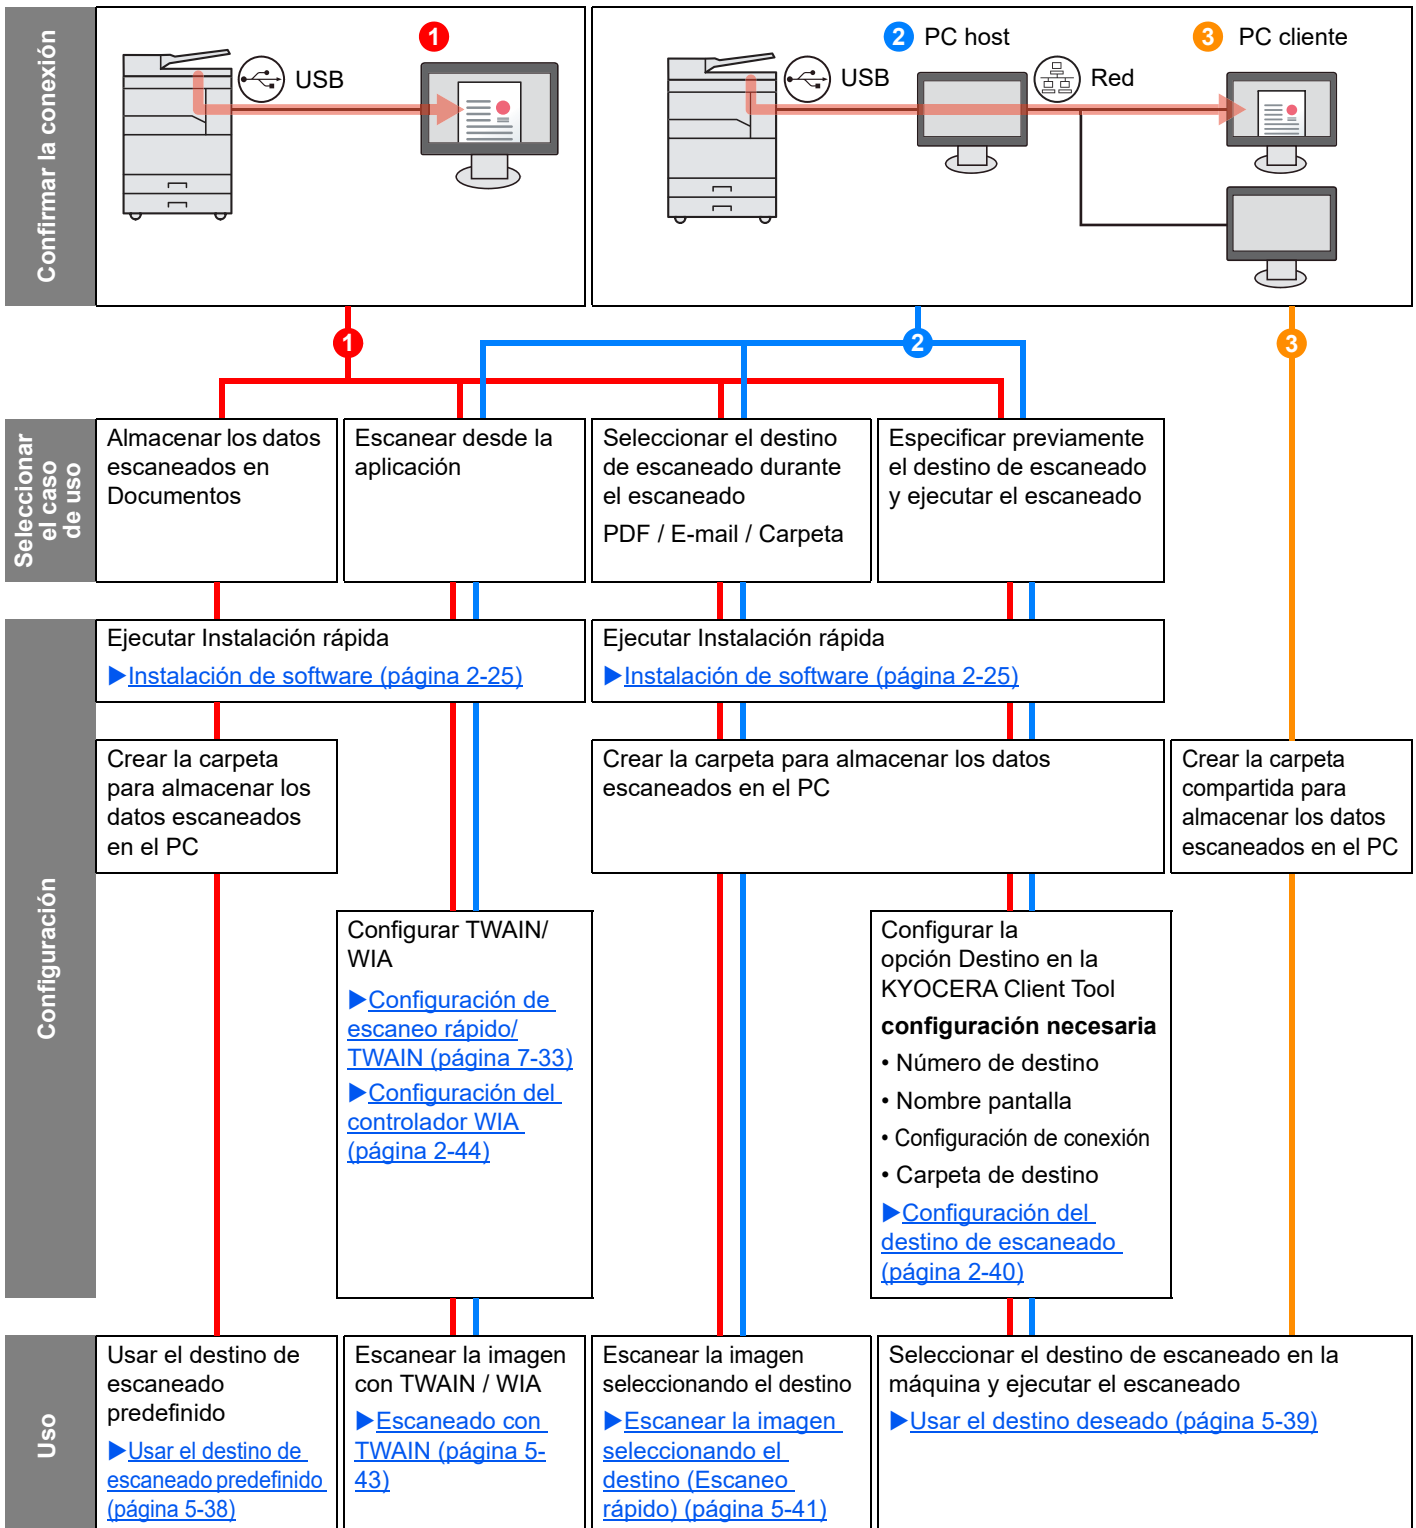 Confirmar la conexión
USB
1
USB
2 PC host
Red
3 PC cliente
1
2
3
Seleccionar
el caso
de uso
Almacenar los datos
escaneados en
Documentos
Escanear desde la
aplicación
Seleccionar el destino
de escaneado durante
el escaneado
PDF / E-mail / Carpeta
Especificar previamente
el destino de escaneado
y ejecutar el escaneado
Configuración
Ejecutar Instalación rápida
▶Instalación de software (página 2-25)
Ejecutar Instalación rápida
▶Instalación de software (página 2-25)
Crear la carpeta
para almacenar los
datos escaneados
en el PC
Crear la carpeta para almacenar los datos
escaneados en el PC
Crear la carpeta
compartida para
almacenar los datos
escaneados en el PC
Configurar TWAIN/
WIA
▶Configuración de
escaneo rápido/
TWAIN (página 7-33)
▶Configuración del
controlador WIA
(página 2-44)
Configurar la
opción Destino en la
KYOCERA Client Tool
configuración necesaria
• Número de destino
• Nombre pantalla
• Configuración de conexión
• Carpeta de destino
▶Configuración del
destino de escaneado
(página 2-40)
Uso
Usar el destino de
escaneado
predefinido
▶Usar el destino de
escaneado predefinido
(página 5-38)
Escanear la imagen
con TWAIN / WIA
▶Escaneado con
TWAIN (página 5-
43)
Escanear la imagen
seleccionando el destino
▶Escanear la imagen
seleccionando el
destino (Escaneo
rápido) (página 5-41)
Seleccionar el destino de escaneado en la
máquina y ejecutar el escaneado
▶Usar el destino deseado (página 5-39)